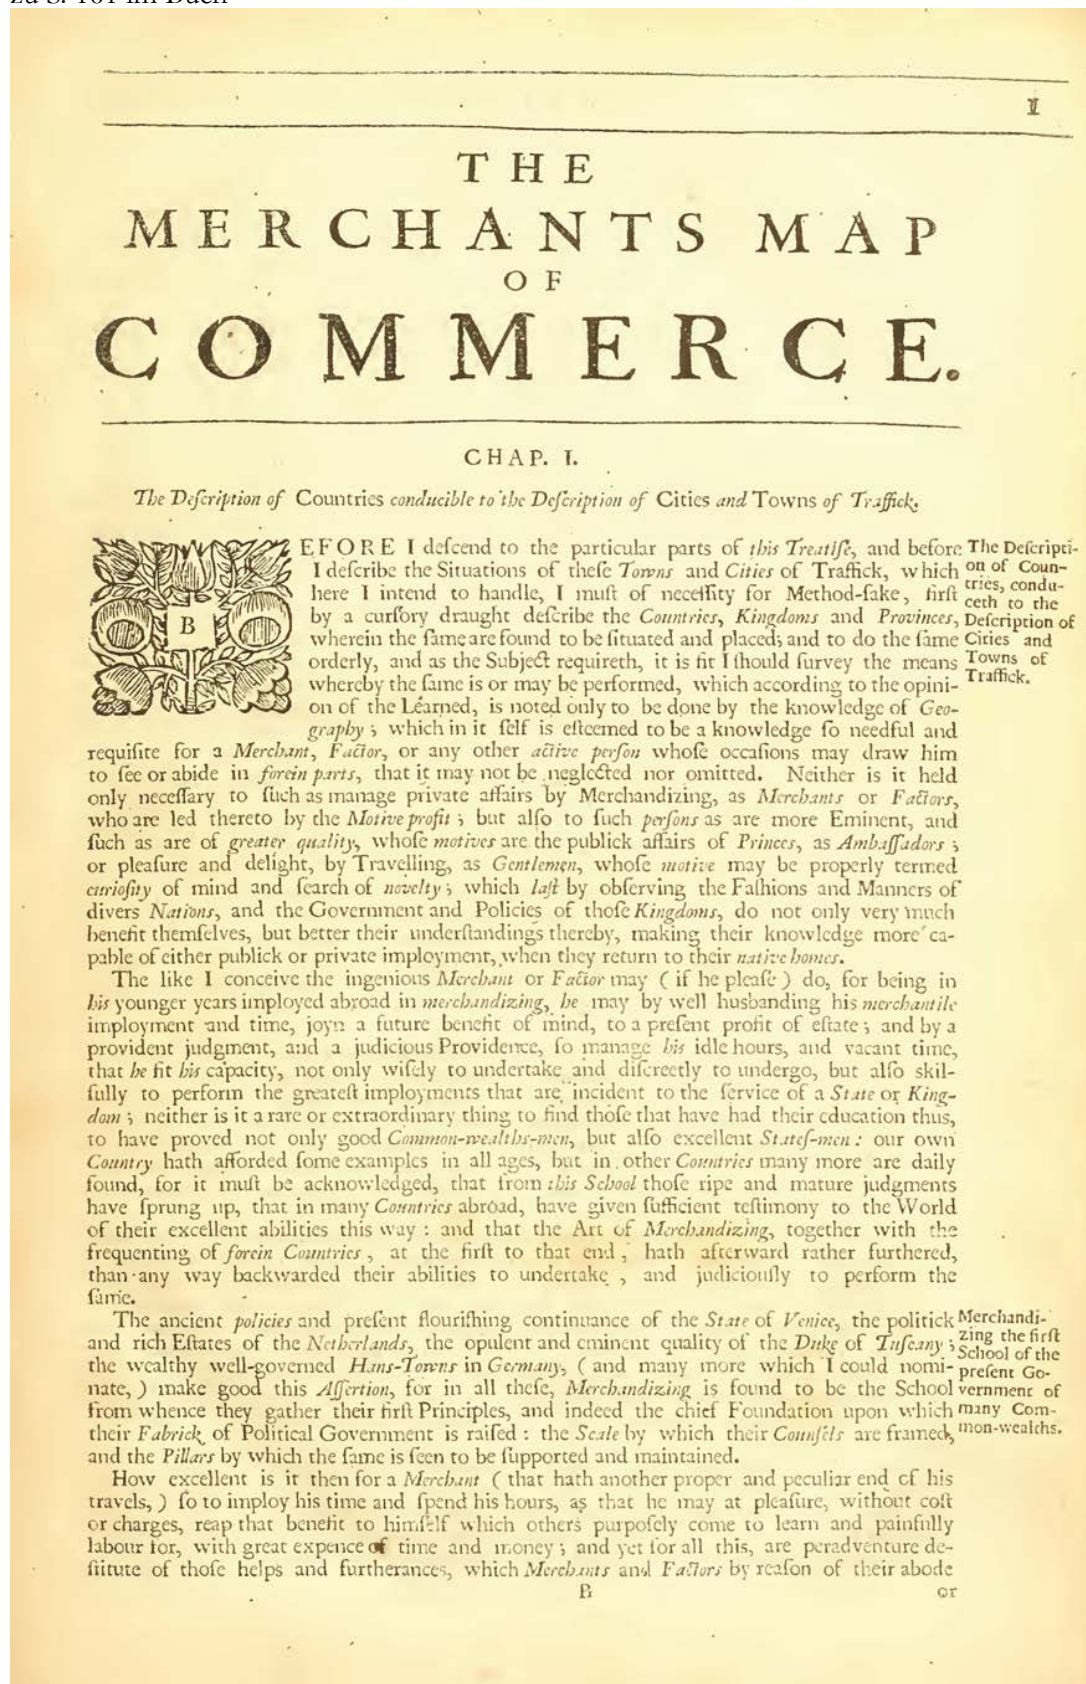 zu S. 161 im Buch
I
THE
MERCHANTS MAP
OF
COMMERCE.
CHAP. I.
The Deſcription of Countries conducible to the Deſcription of Cities and Towns of Traffick.
BEFORE I deſcend to the particular parts of this Treatiſe, and before
I deſcribe the Situations of theſe Towns and Cities of Traffick, which
here I intend to handle, I muſt of neceſſity for Method-ſake, firſt
by a curſory draught deſcribe the Countries, Kingdoms and Provinces,
wherein the ſame are found to be ſituated and placed; and to do the ſame
orderly, and as the Subject requireth, it is fit I ſhould ſurvey the means
whereby the ſame is or may be performed, which according to the opini-
on of the Learned, is noted only to be done by the knowledge of Geo-
graphy; which in it ſelf is eſteemed to be a knowledge ſo needful and
requiſite for a Merchant, Factor, or any other active perſon whoſe occaſions may draw him
to ſee or abide in forein parts, that it may not be neglected nor omitted. Neither is it held
only neceſſary to ſuch as manage private affairs by Merchandizing, as Merchants or Factors,
who are led thereto by the Motive profit; but alſo to ſuch perſons as are more Eminent, and
ſuch as are of greater quality, whoſe motives are the publick affairs of Princes, as Ambaſſadors;
or pleaſure and delight, by Travelling, as Gentlemen, whoſe motive may be properly termed
curioſity of mind and ſearch of novelty; which laſt by obſerving the Faſhions and Manners of
divers Nations, and the Government and Policies of thoſe Kingdoms, do not only very much
benefit themſelves, but better their underſtandings thereby, making their knowledge more ca-
pable of either publick or private imployment, when they return to their native homes.
The like I conceive the ingenious Merchant or Factor may ( if he pleaſe ) do, for being in
his younger years imployed abroad in merchandizing, he may by well husbanding his merchantile
imployment and time, joyn a future benefit of mind, to a preſent profit of eſtate; and by a
provident judgment, and a judicious Providence, ſo manage his idle hours, and vacant time,
that he fit his capacity, not only wiſely to undertake and diſcreetly to undergo, but alſo skil-
fully to perform the greateſt imployments that are incident to the ſervice of a State or King-
dom; neither is it a rare or extraordinary thing to find thoſe that have had their education thus,
to have proved not only good Common-wealths-men, but alſo excellent Stateſ-men: our own
Country hath afforded ſome examples in all ages, but in other Countries many more are daily
found, for it muſt be acknowledged, that from this School thoſe ripe and mature judgments
have ſprung up, that in many Countries abroad, have given ſufficient teſtimony to the World
of their excellent abilities this way: and that the Art of Merchandizing, together with the
frequenting of forein Countries, at the firſt to that end, hath afterward rather furthered,
than any way backwarded their abilities to undertake, and judiciouſly to perform the
ſame.
The ancient policies and preſent flouriſhing continuance of the State of Venice, the politick
and rich Eſtates of the Netherlands, the opulent and eminent quality of the Duke of Tuſcany;
the wealthy well-governed Hans-Towns in Germany, ( and many more which I could nomi-
nate, ) make good this Aſſertion, for in all theſe, Merchandizing is found to be the School
from whence they gather their firſt Principles, and indeed the chief Foundation upon which
their Fabrick of Political Government is raiſed: the Scale by which their Counſels are framed,
and the Pillars by which the ſame is ſeen to be ſupported and maintained.
How excellent is it then for a Merchant ( that hath another proper and peculiar end of his
travels, ) ſo to imploy his time and ſpend his hours, as that he may at pleaſure, without coſt
or charges, reap that benefit to himſelf which others purpoſely come to learn and painfully
labour for, with great expence of time and money; and yet for all this, are peradventure de-
ſtitute of thoſe helps and furtherances, which Merchants and Factors by reaſon of their abode
B
or
The Deſcripti-
on of Coun-
tries, condu-
ceth to the
Deſcription of
Cities and
Towns of
Traffick.
Merchandi-
zing the firſt
School of the
preſent Go-
vernment of
many Com-
mon-wealths.